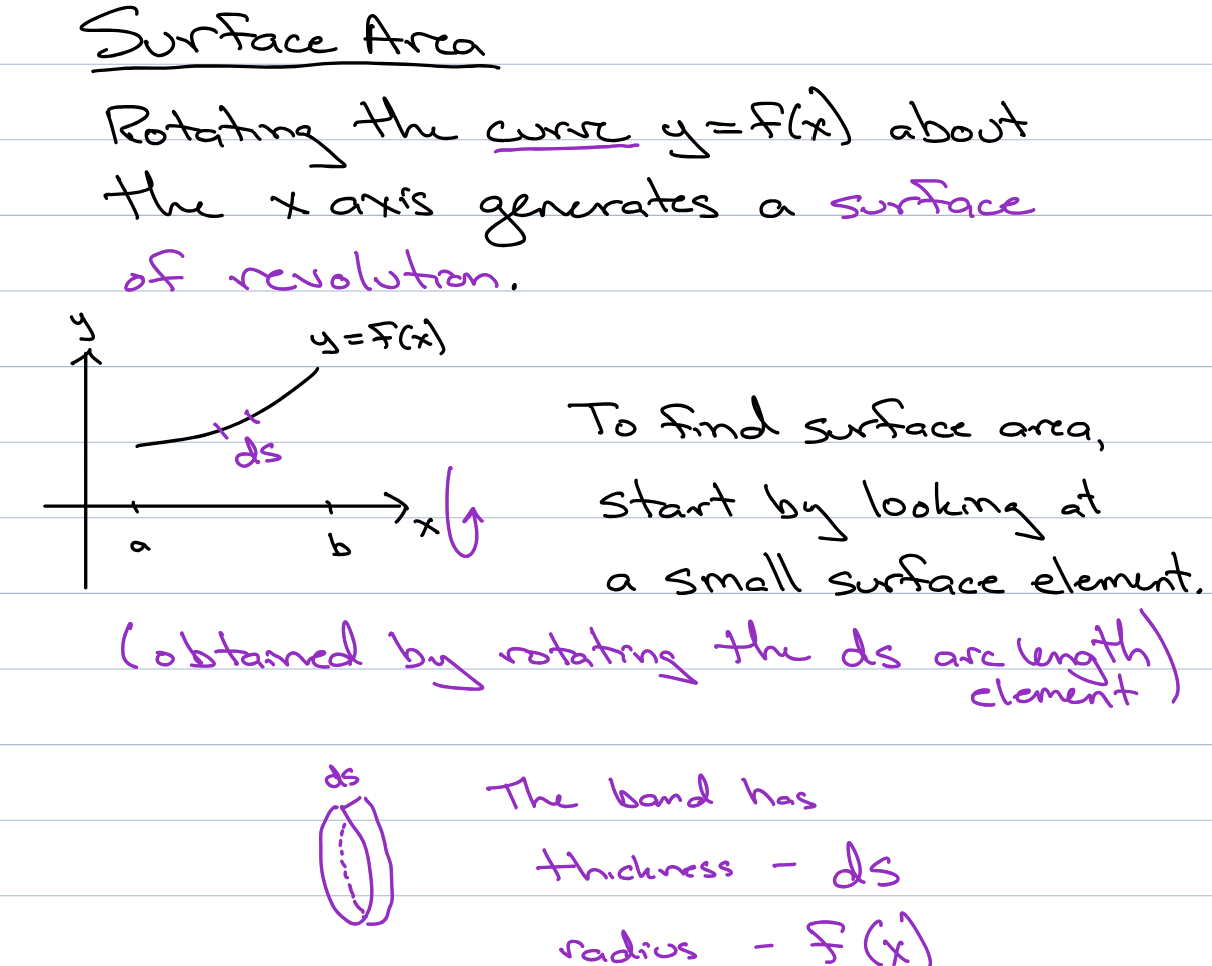 Surface Area
Rotating the curve y=f(x) about
the x axis generates a surface
of revolution.
y
y=f(x)
ds
x
a
b
To find surface area,
start by looking at
a small surface element.
(obtained by rotating the ds arc length
element)
ds
The band has
thickness - ds
radius - f(x)